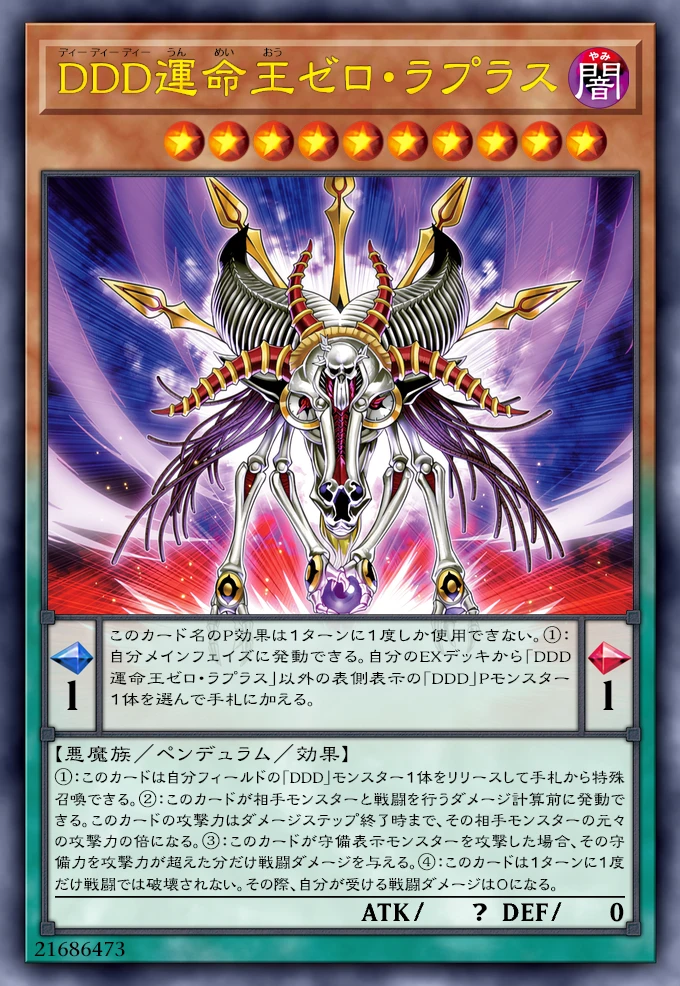 ディーディーディー うん めい おう
DDD運命王ゼロ・ラプラス
やみ
闇
このカード名のP効果は1ターンに1度しか使用できない。①:
自分メインフェイズに発動できる。自分のEXデッキから「DDD
運命王ゼロ・ラプラス」以外の表側表示の「DDD」Pモンスター
1体を選んで手札に加える。
1
1
【悪魔族/ペンデュラム/効果】
①:このカードは自分フィールドの「DDD」モンスター1体をリリースして手札から特殊
召喚できる。②:このカードが相手モンスターと戦闘を行うダメージ計算前に発動でき
る。このカードの攻撃力はダメージステップ終了時まで、その相手モンスターの元々
の攻撃力の倍になる。③:このカードが守備表示モンスターを攻撃した場合、その守
備力を攻撃力が超えた分だけ戦闘ダメージを与える。④:このカードは1ターンに1度
だけ戦闘では破壊されない。その際、自分が受ける戦闘ダメージは0になる。
ATK/ ? DEF/ 0
21686473